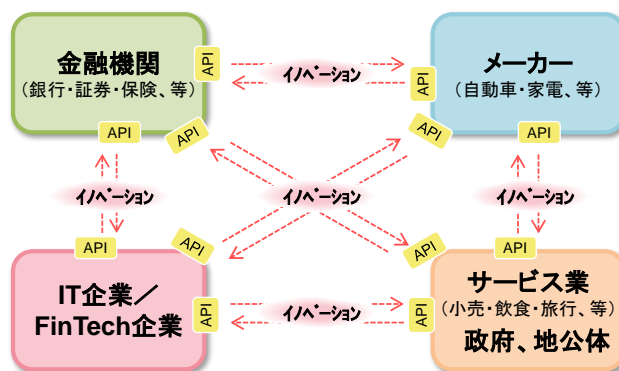 金融機関
(銀行・証券・保険、等)
API
イノベーション
API
メーカー
(自動車・家電、等)
API
API
API
API
イノベーション
イノベーション
イノベーション
API
API
API
API
IT企業／
FinTech企業
API
イノベーション
API
サービス業
(小売・飲食・旅行、等)
政府、地公体